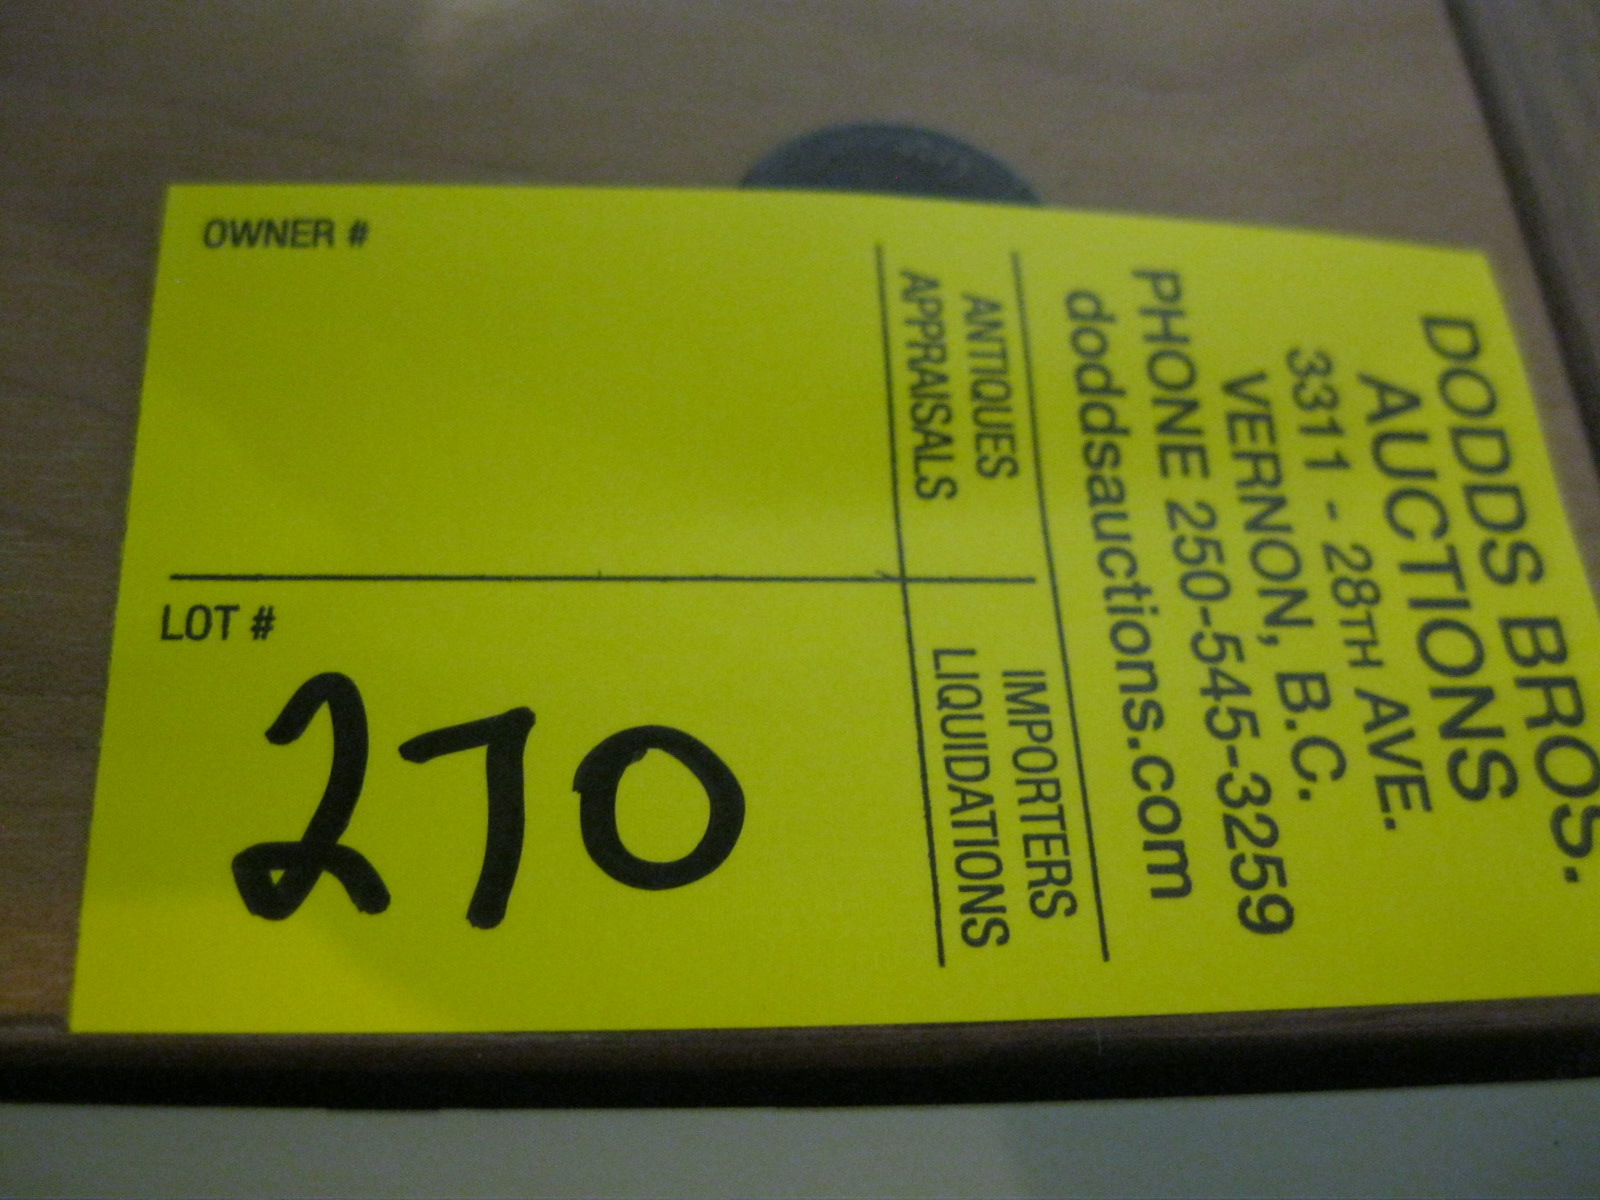 OWNER #
LOT #
270
DODDS BROS.
AUCTIONS
3311 - 28TH AVE.
VERNON, B.C.
PHONE 250-545-3259
doddsauctions.com
ANTIQUES
APPRAISALS
IMPORTERS
LIQUIDATIONS